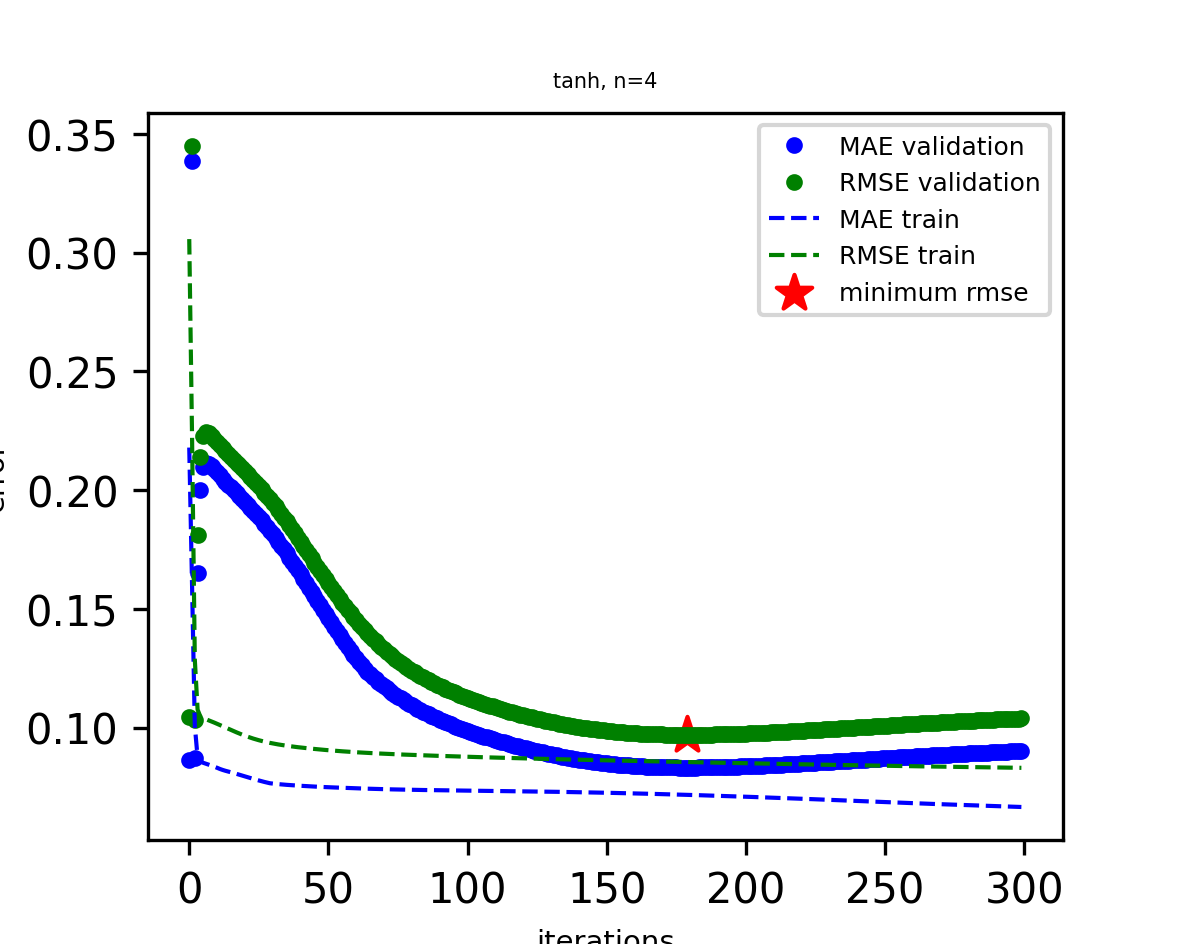 tanh, n=4
0.35
0.30
0.25
0.20
0.15
0.10
MAE validation
RMSE validation
MAE train
RMSE train
minimum rmse
0 50 100 150 200 250 300
iterations